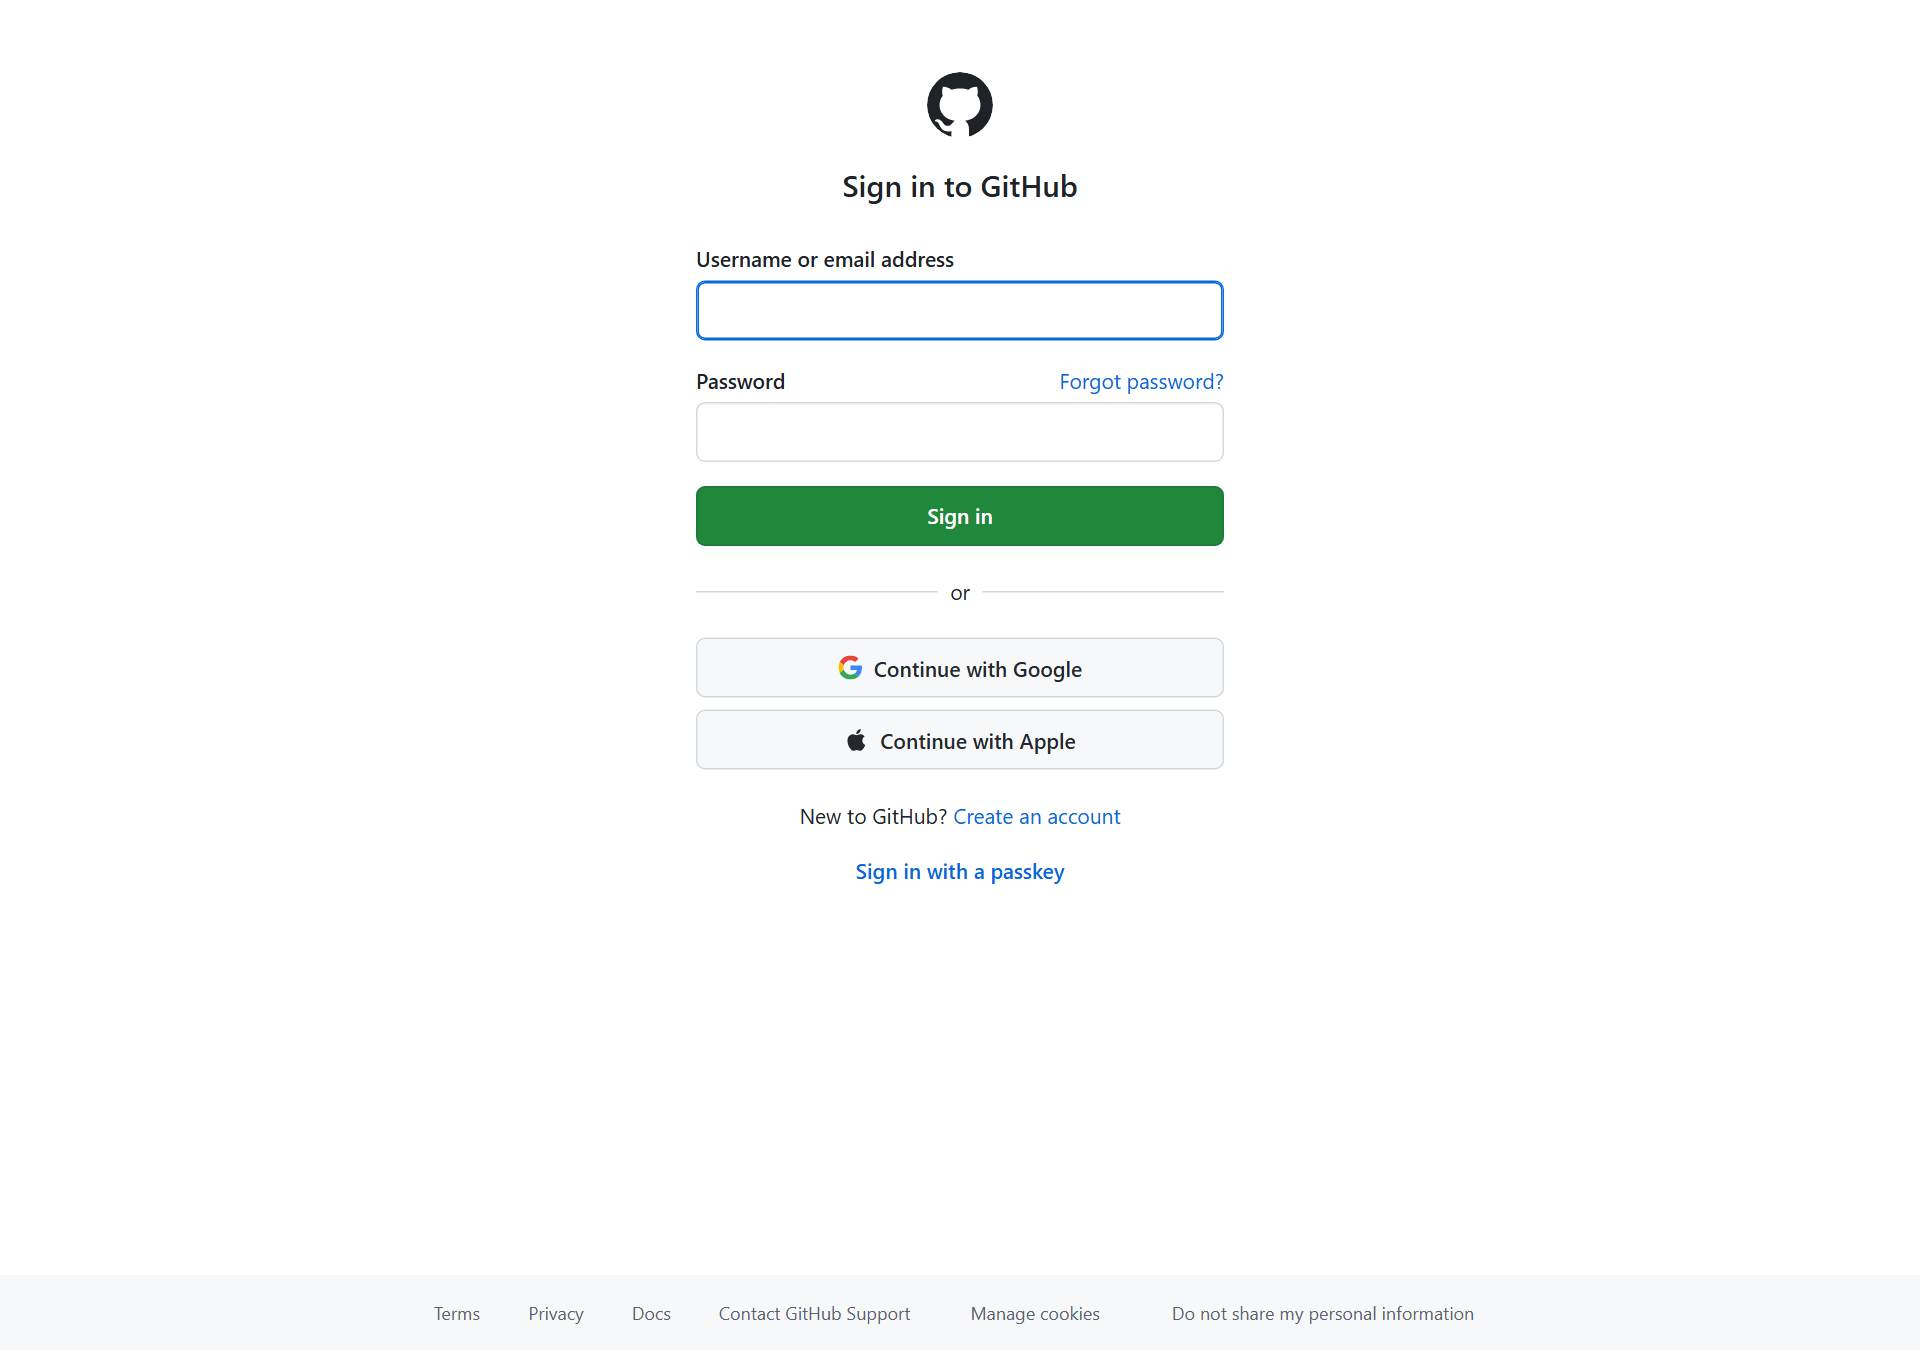 Sign in to GitHub
Username or email address
Password
Forgot password?
Sign in
or
Continue with Google
Continue with Apple
New to GitHub? Create an account
Sign in with a passkey
Terms Privacy Docs Contact GitHub Support Manage cookies Do not share my personal information